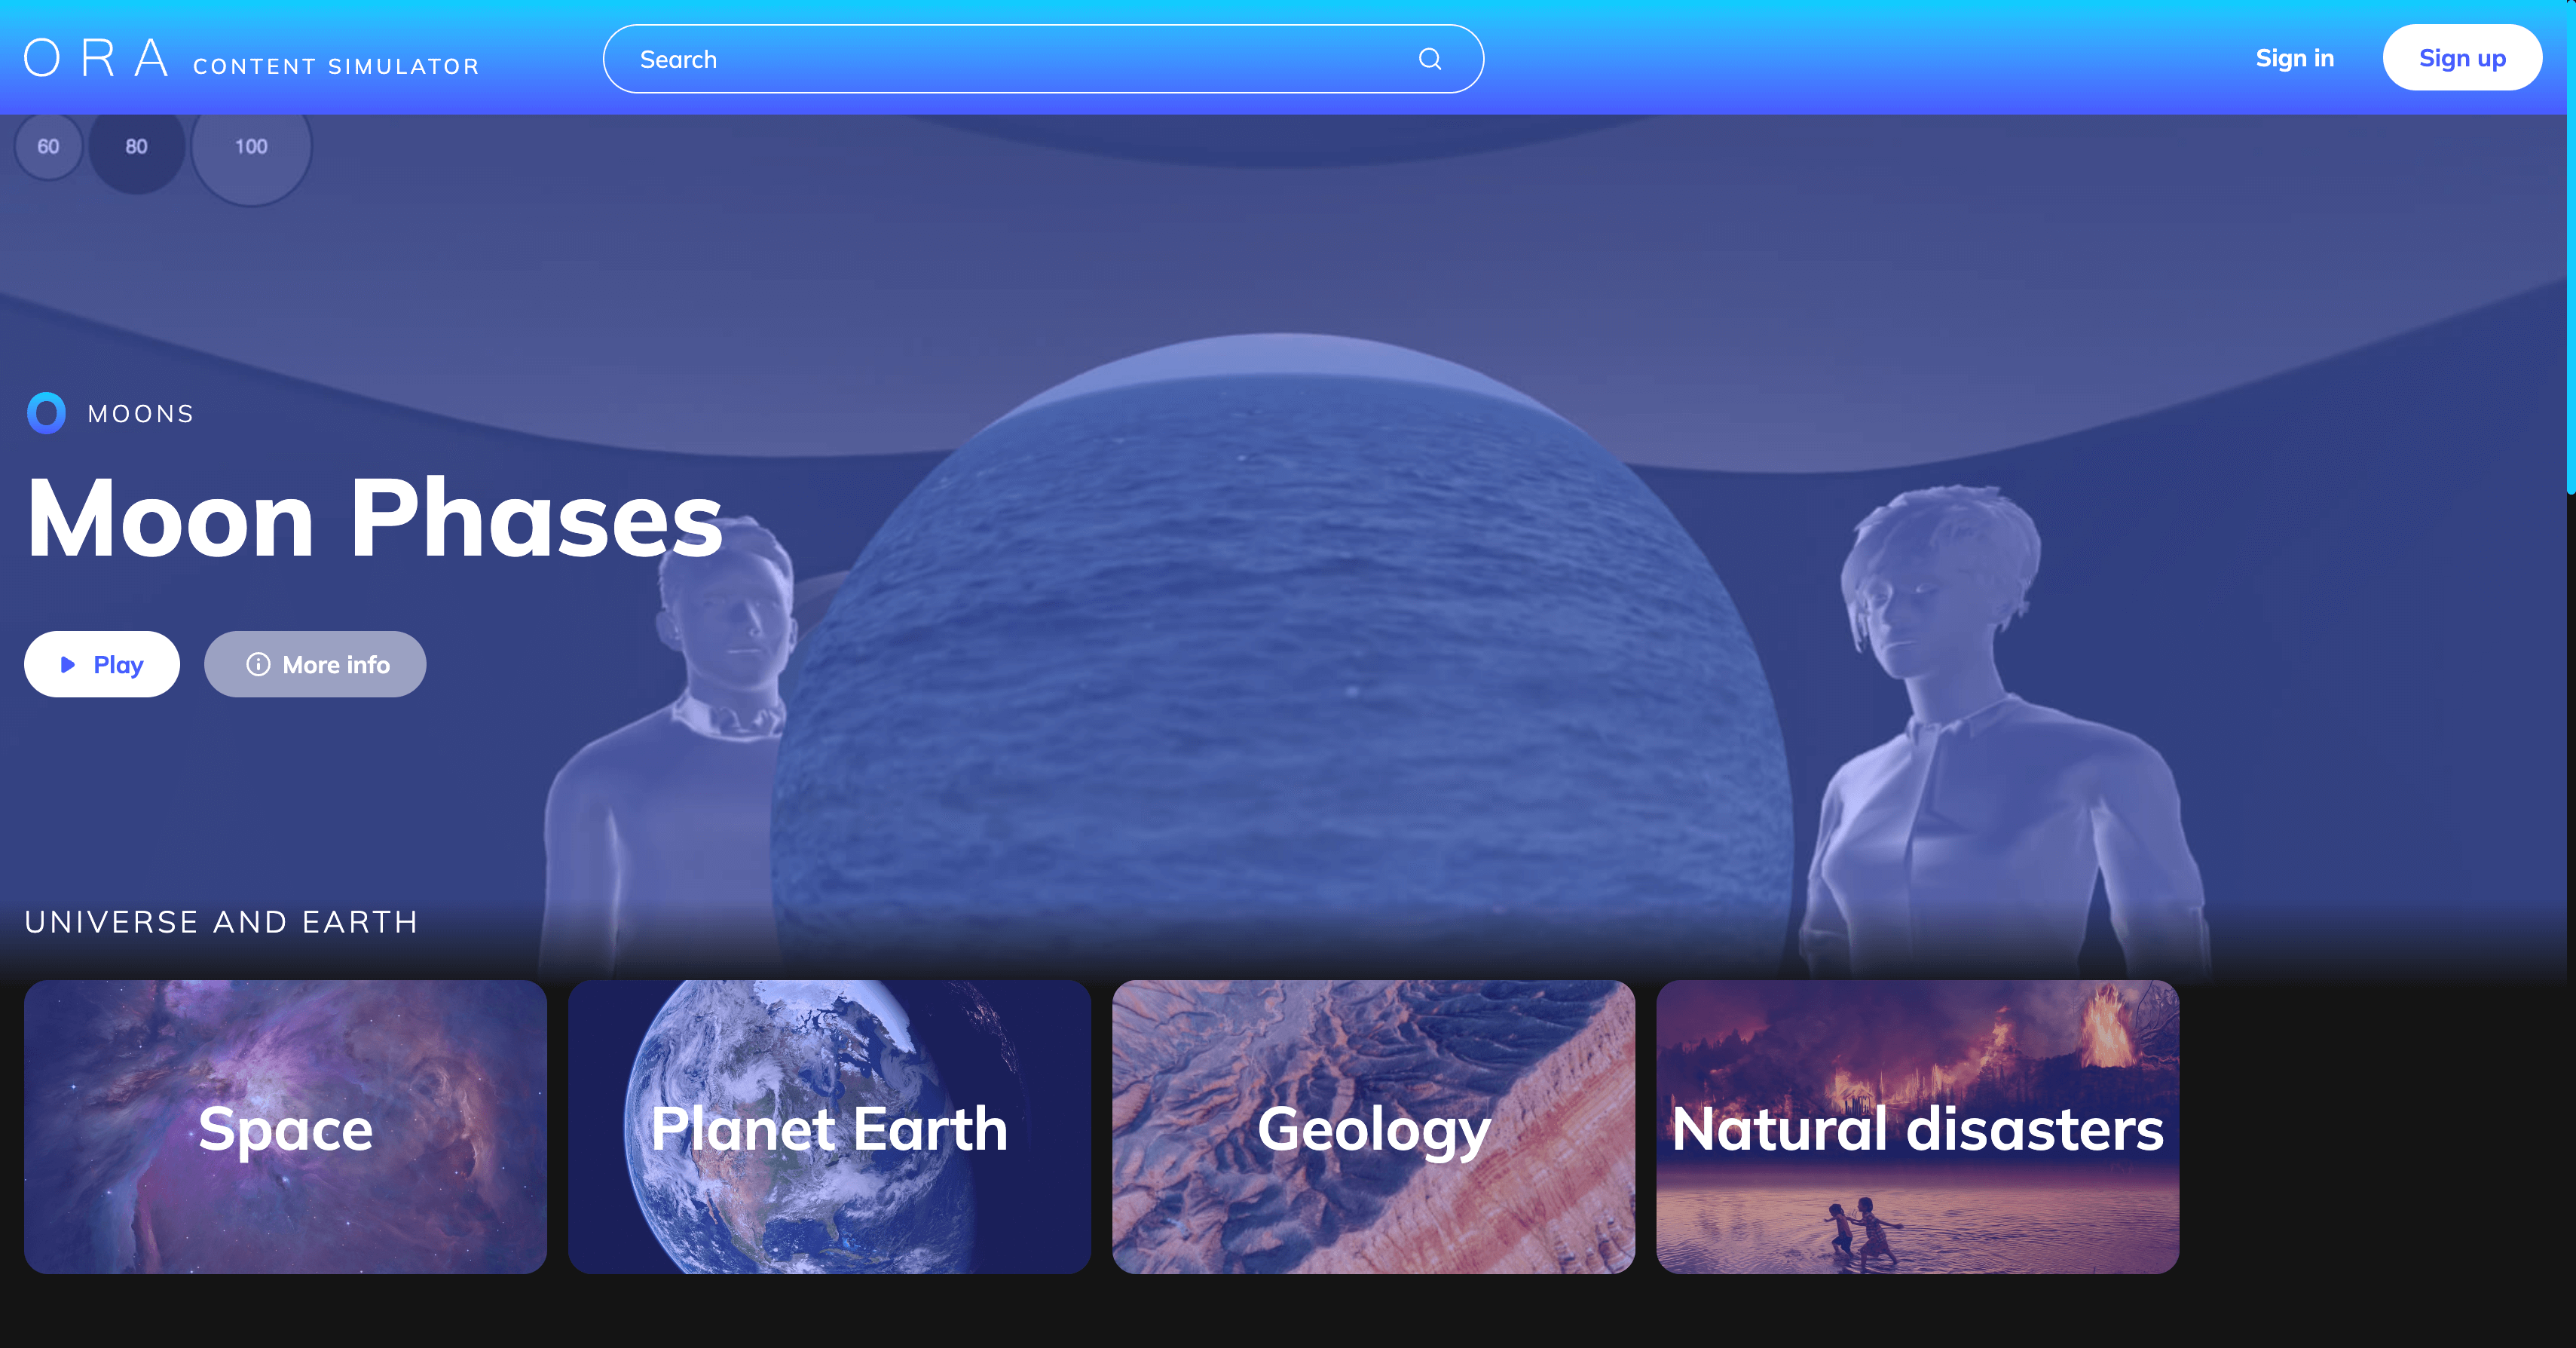 ORA CONTENT SIMULATOR
Search
Sign in
Sign up
60 80 100
MOONS
Moon Phases
Play
More info
UNIVERSE AND EARTH
Space
Planet Earth
Geology
Natural disasters